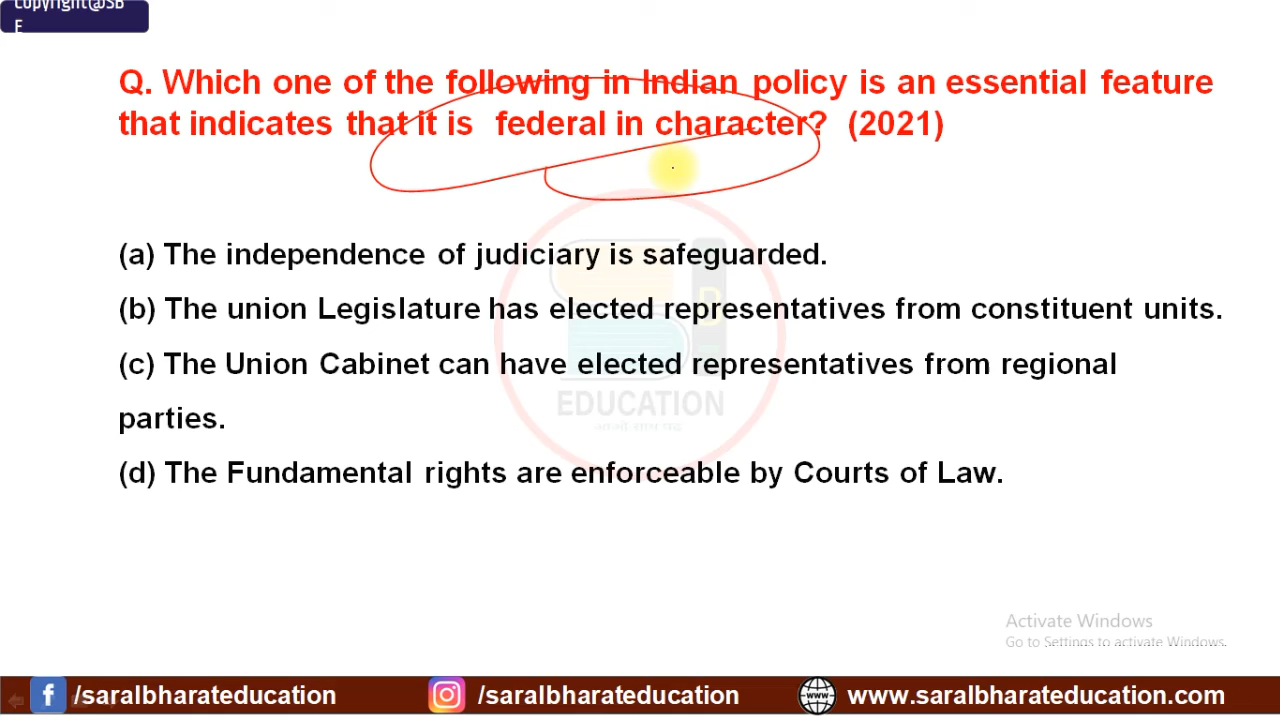 Copyright@SB
E
Q. Which one of the following in Indian policy is an essential feature
that indicates that it is federal in character? (2021)
(a) The independence of judiciary is safeguarded.
(b) The union Legislature has elected representatives from constituent units.
(c) The Union Cabinet can have elected representatives from regional
parties.
(d) The Fundamental rights are enforceable by Courts of Law.
EDUCATION
Activate Windows
Go to Settings to activate Windows.
/saralbharateducation /saralbharateducation www.saralbharateducation.com